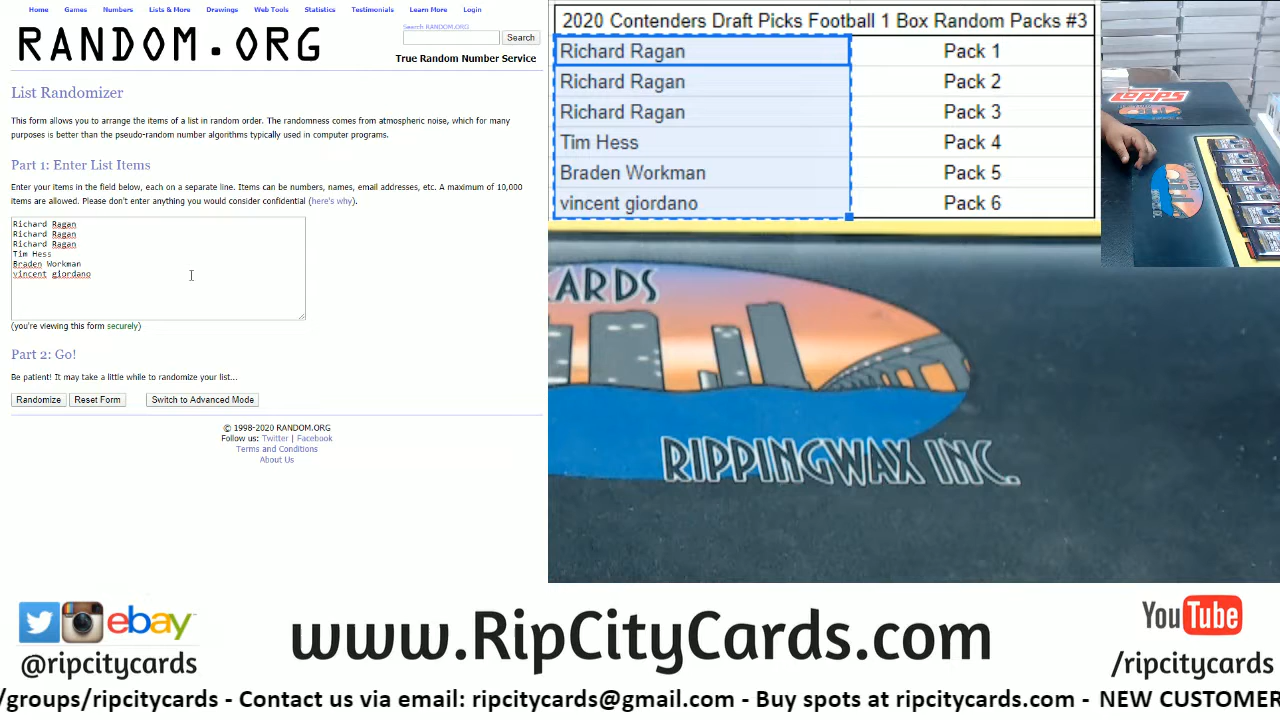 Home Games Numbers Lists & More Drawings Web Tools Statistics Testimonials Learn More Login
RANDOM.ORG
Search RANDOM.ORG
Search
True Random Number Service
List Randomizer
This form allows you to arrange the items of a list in random order. The randomness comes from atmospheric noise, which for many
purposes is better than the pseudo-random number algorithms typically used in computer programs.
Part 1: Enter List Items
Enter your items in the field below, each on a separate line. Items can be numbers, names, email addresses, etc. A maximum of 10,000
items are allowed. Please don't enter anything you would consider confidential (here's why).
Richard Ragan
Richard Ragan
Richard Ragan
Tim Hess
Braden Workman
vincent giordano
(you're viewing this form securely)
Part 2: Go!
Be patient! It may take a little while to randomize your list...
Randomize Reset Form Switch to Advanced Mode
© 1998-2020 RANDOM.ORG
Follow us: Twitter | Facebook
Terms and Conditions
About Us
2020 Contenders Draft Picks Football 1 Box Random Packs #3
Richard Ragan Pack 1
Richard Ragan Pack 2
Richard Ragan Pack 3
Tim Hess Pack 4
Braden Workman Pack 5
vincent giordano Pack 6
CARDS
RIPPINGWAX INC.
TOPPS
ebay
@ripcitycards
www.RipCityCards.com
YouTube
/ripcitycards
/groups/ripcitycards - Contact us via email: ripcitycards@gmail.com - Buy spots at ripcitycards.com - NEW CUSTOMER